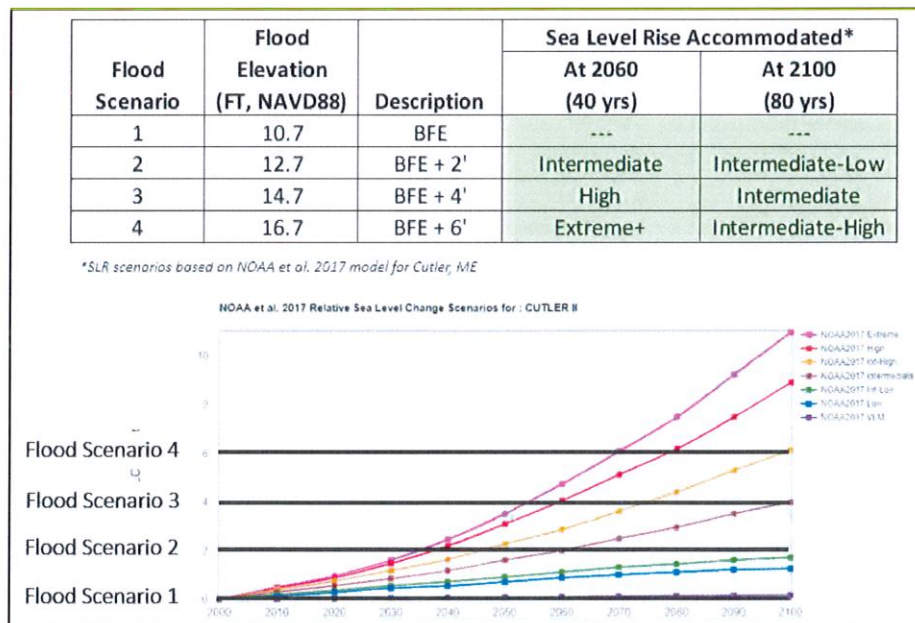 Flood Scenario
Flood Elevation (FT, NAVD88)
Description
Sea Level Rise Accommodated*
At 2060 (40 yrs)
At 2100 (80 yrs)
1 10.7 BFE --- ---
2 12.7 BFE + 2' Intermediate Intermediate-Low
3 14.7 BFE + 4' High Intermediate
4 16.7 BFE + 6' Extreme+ Intermediate-High
*SLR scenarios based on NOAA et al. 2017 model for Cutler, ME
NOAA et al. 2017 Relative Sea Level Change Scenarios for : CUTLER II
NOAA2017 Extreme
NOAA2017 High
NOAA2017 Int-High
NOAA2017 Intermediate
NOAA2017 Int-Low
NOAA2017 Low
NOAA2017 VLM
10
8
Flood Scenario 4
6
Flood Scenario 3
4
Flood Scenario 2
2
Flood Scenario 1
0
2000 2010 2020 2030 2040 2050 2060 2070 2080 2090 2100